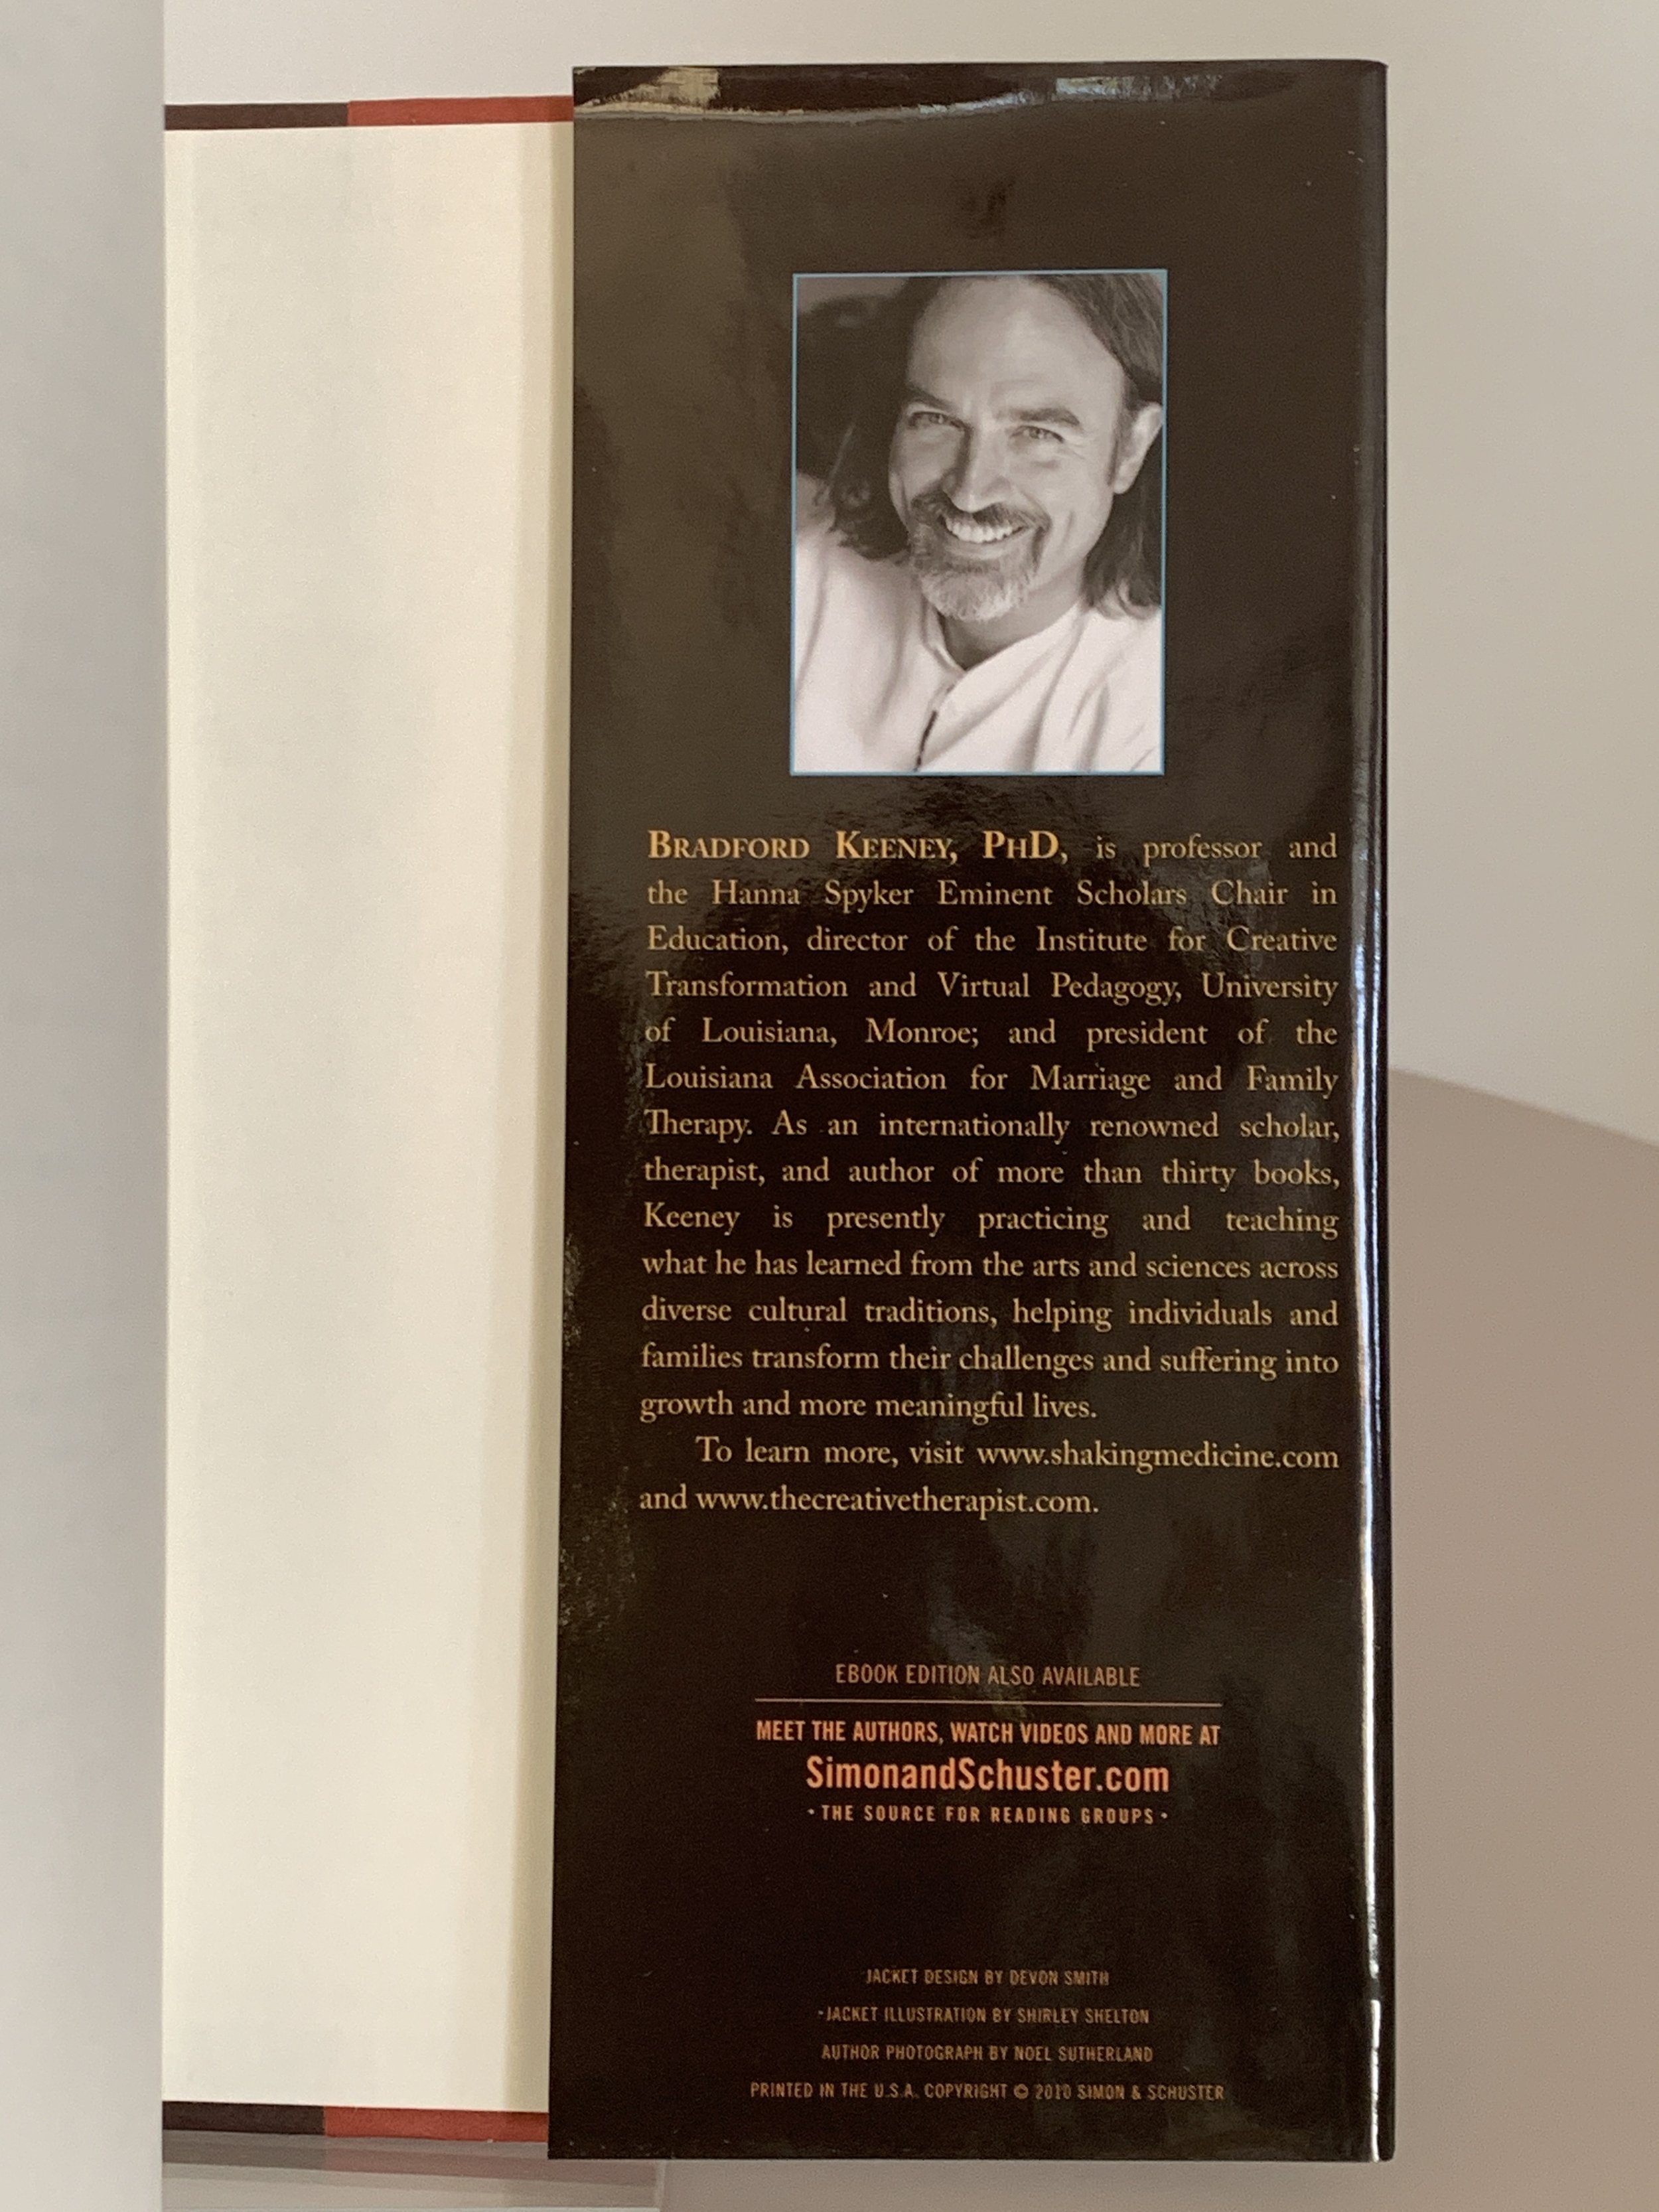 BRADFORD KEENEY, PHD, is professor and
the Hanna Spyker Eminent Scholars Chair in
Education, director of the Institute for Creative
Transformation and Virtual Pedagogy, University
of Louisiana, Monroe; and president of the
Louisiana Association for Marriage and Family
Therapy. As an internationally renowned scholar,
therapist, and author of more than thirty books,
Keeney is presently practicing and teaching
what he has learned from the arts and sciences across
diverse cultural traditions, helping individuals and
families transform their challenges and suffering into
growth and more meaningful lives.
To learn more, visit www.shakingmedicine.com
and www.thecreativetherapist.com.
EBOOK EDITION ALSO AVAILABLE
MEET THE AUTHORS, WATCH VIDEOS AND MORE AT
SimonandSchuster.com
• THE SOURCE FOR READING GROUPS •
JACKET DESIGN BY DEVON SMITH
JACKET ILLUSTRATION BY SHIRLEY SHELTON
AUTHOR PHOTOGRAPH BY NOEL SUTHERLAND
PRINTED IN THE U.S.A. COPYRIGHT © 2010 SIMON & SCHUSTER